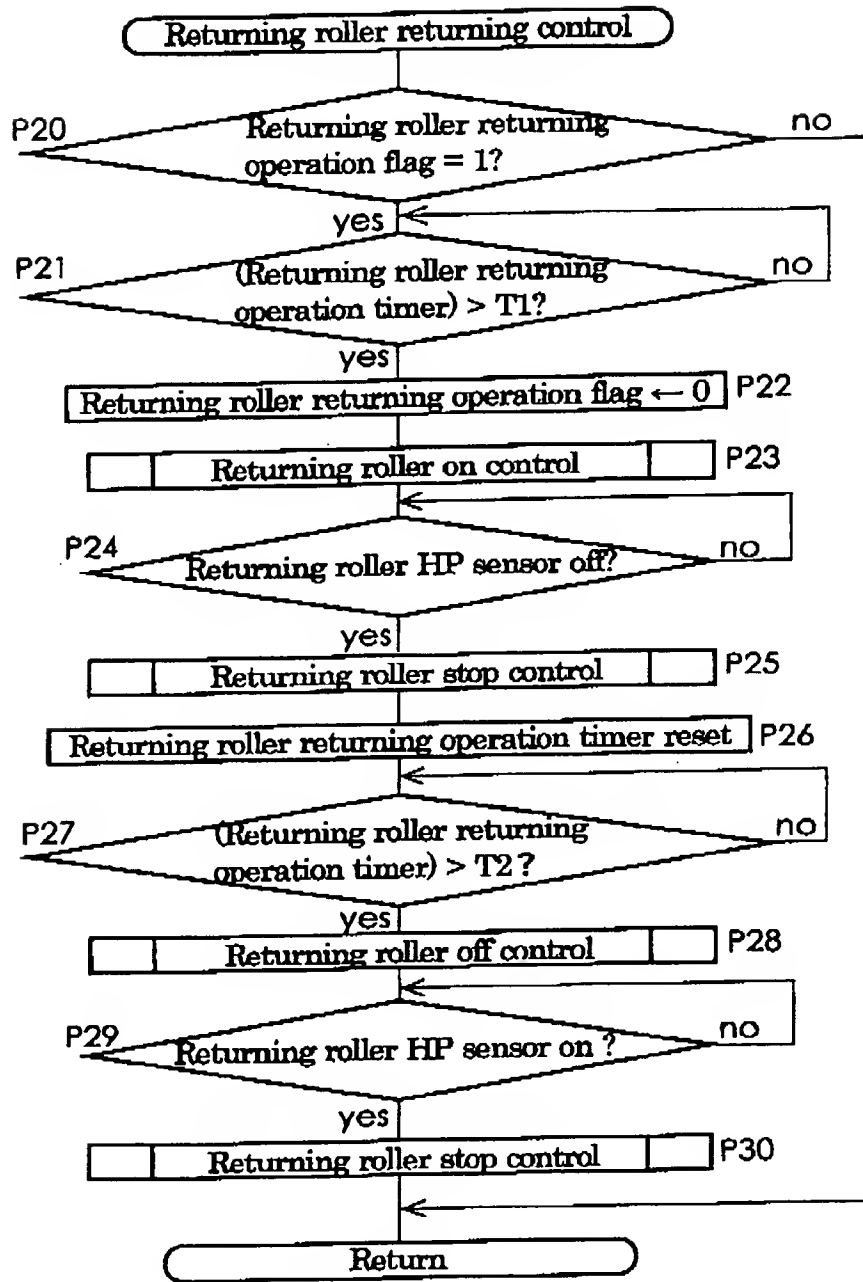 Returning roller returning control
P20
Returning roller returning
operation flag = 1?
no
yes
P21
(Returning roller returning
operation timer) > T1?
no
yes
Returning roller returning operation flag ← 0
P22
Returning roller on control
P23
P24
Returning roller HP sensor off?
no
yes
Returning roller stop control
P25
Returning roller returning operation timer reset
P26
P27
(Returning roller returning
operation timer) > T2 ?
no
yes
Returning roller off control
P28
P29
Returning roller HP sensor on ?
no
yes
Returning roller stop control
P30
Return